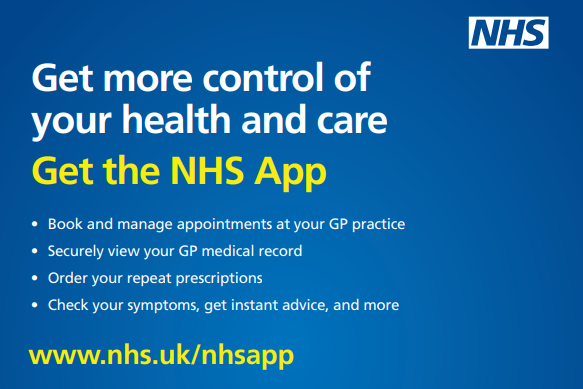 NHS
Get more control of
your health and care
Get the NHS App
• Book and manage appointments at your GP practice
• Securely view your GP medical record
• Order your repeat prescriptions
• Check your symptoms, get instant advice, and more
www.nhs.uk/nhsapp